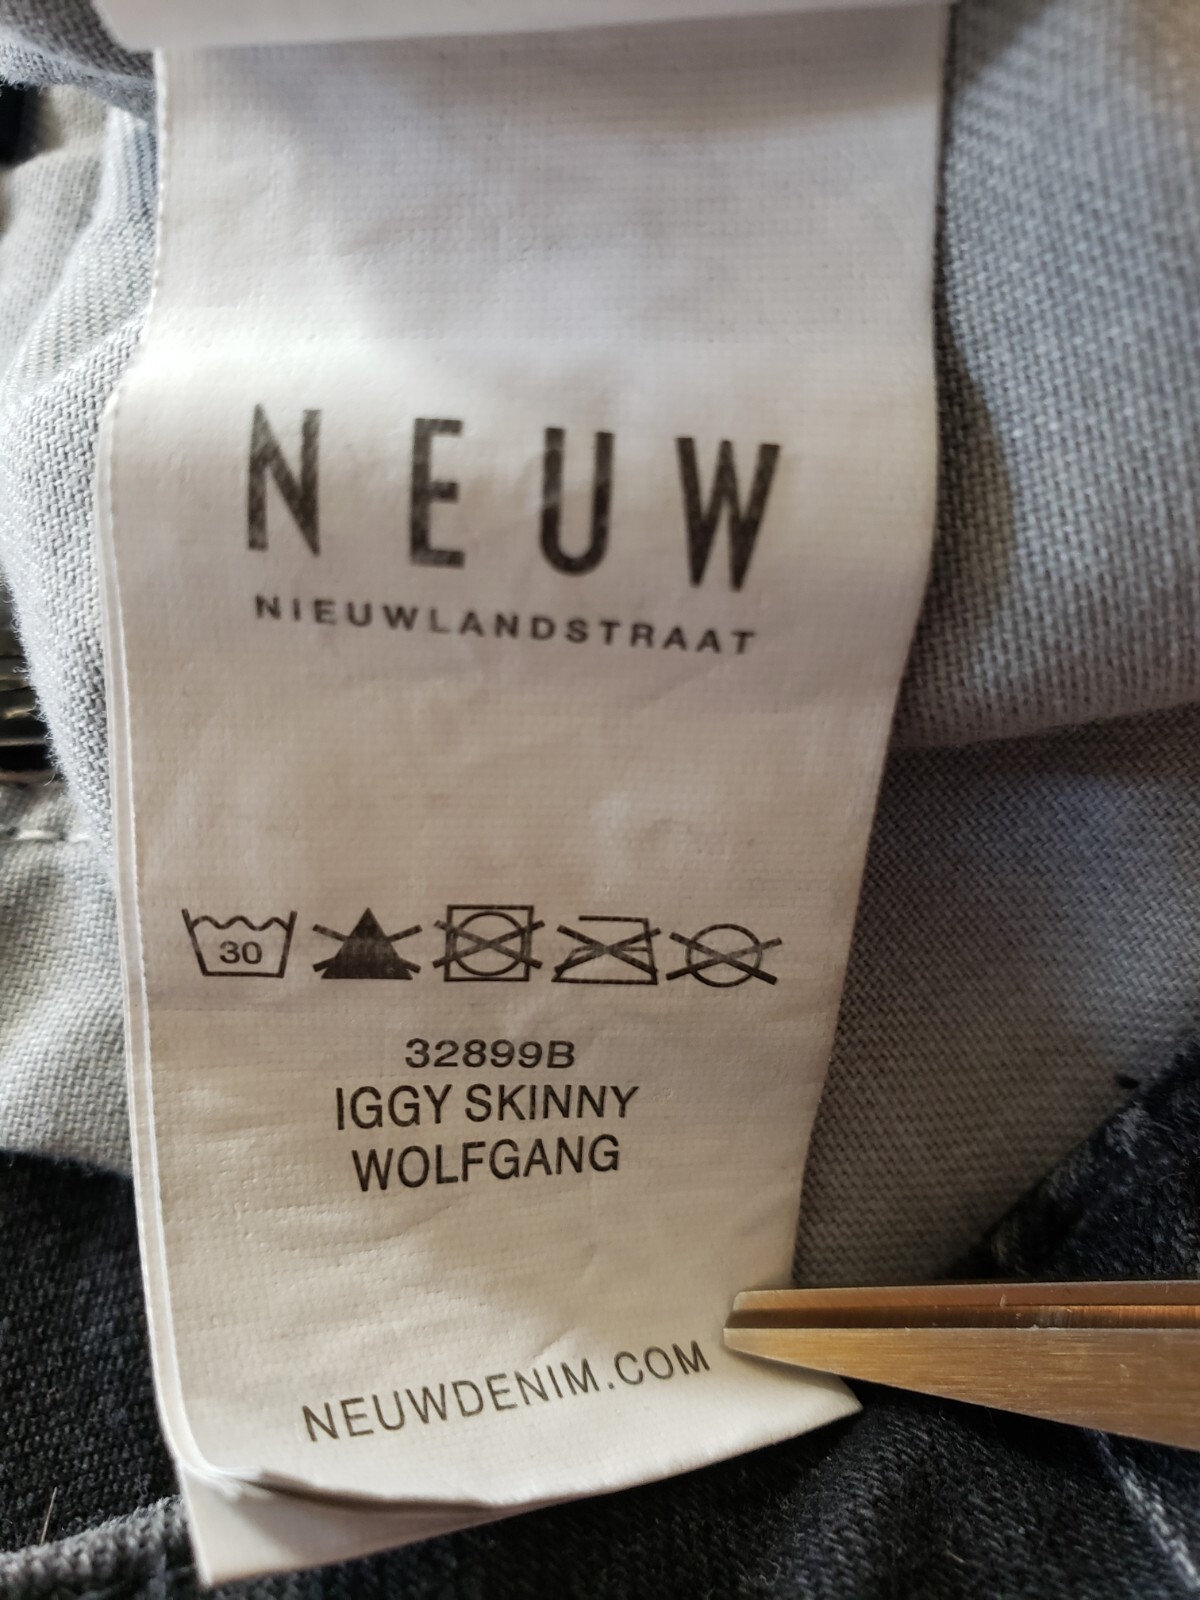 NEUW
NIEUWLANDSTRAAT
30
32899B
IGGY SKINNY
WOLFGANG
NEUWDENIM.COM